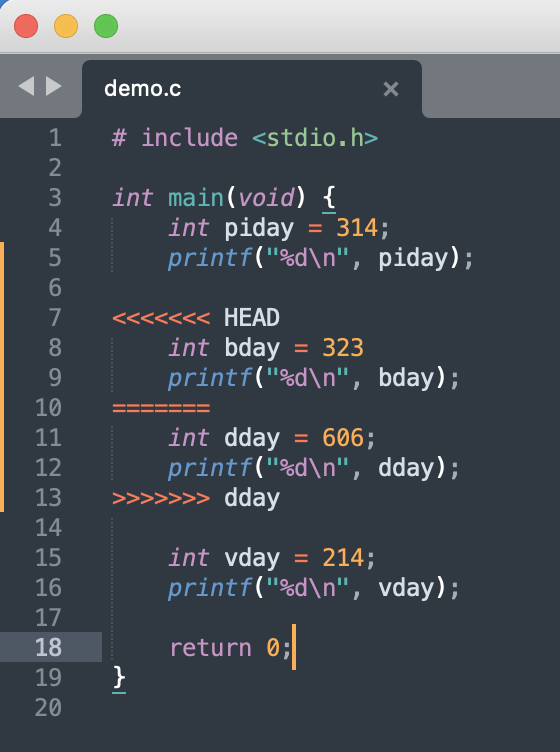 demo.c
1 # include <stdio.h>
2
3 int main(void) {
4     int piday = 314;
5     printf("%d\n", piday);
6
7 <<<<<<< HEAD
8     int bday = 323
9     printf("%d\n", bday);
10 =======
11     int dday = 606;
12     printf("%d\n", dday);
13 >>>>>>> dday
14
15     int vday = 214;
16     printf("%d\n", vday);
17
18     return 0;
19 }
20